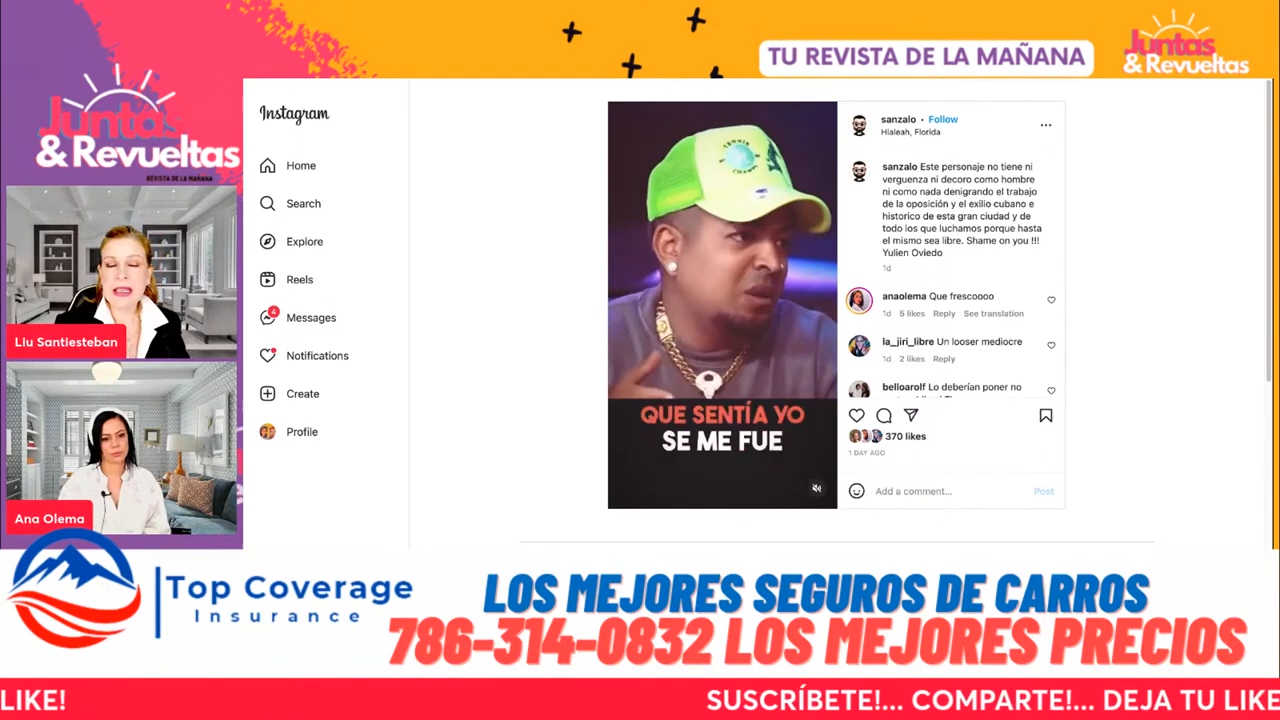 TU REVISTA DE LA MAÑANA
Juntas
& Revueltas
Juntas
& Revueltas
REVISTA DE LA MAÑANA
Liu Santiesteban
Ana Olema
Instagram
Home
Search
Explore
Reels
4
Messages
Notifications
Create
Profile
TENNIS
CHAMPS
QUE SENTÍA YO
SE ME FUE
sanzalo • Follow
Hialeah, Florida
sanzalo Este personaje no tiene ni
verguenza ni decoro como hombre
ni como nada denigrando el trabajo
de la oposición y el exilio cubano e
historico de esta gran ciudad y de
todo los que luchamos porque hasta
el mismo sea libre. Shame on you !!!
Yulien Oviedo
1d
anaolema Que frescoooo
1d 5 likes Reply See translation
la_jiri_libre Un looser mediocre
1d 2 likes Reply
belloarolf Lo deberían poner no
370 likes
1 DAY AGO
Add a comment...
Post
Top Coverage
Insurance
LOS MEJORES SEGUROS DE CARROS
786-314-0832 LOS MEJORES PRECIOS
LIKE!
SUSCRÍBETE!... COMPARTE!... DEJA TU LIKE